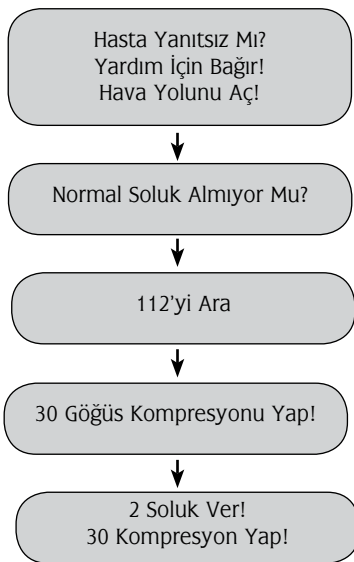 Hasta Yanıtsız Mı?
Yardım İçin Bağır!
Hava Yolunu Aç!
Normal Soluk Almıyor Mu?
112'yi Ara
30 Göğüs Kompresyonu Yap!
2 Soluk Ver!
30 Kompresyon Yap!